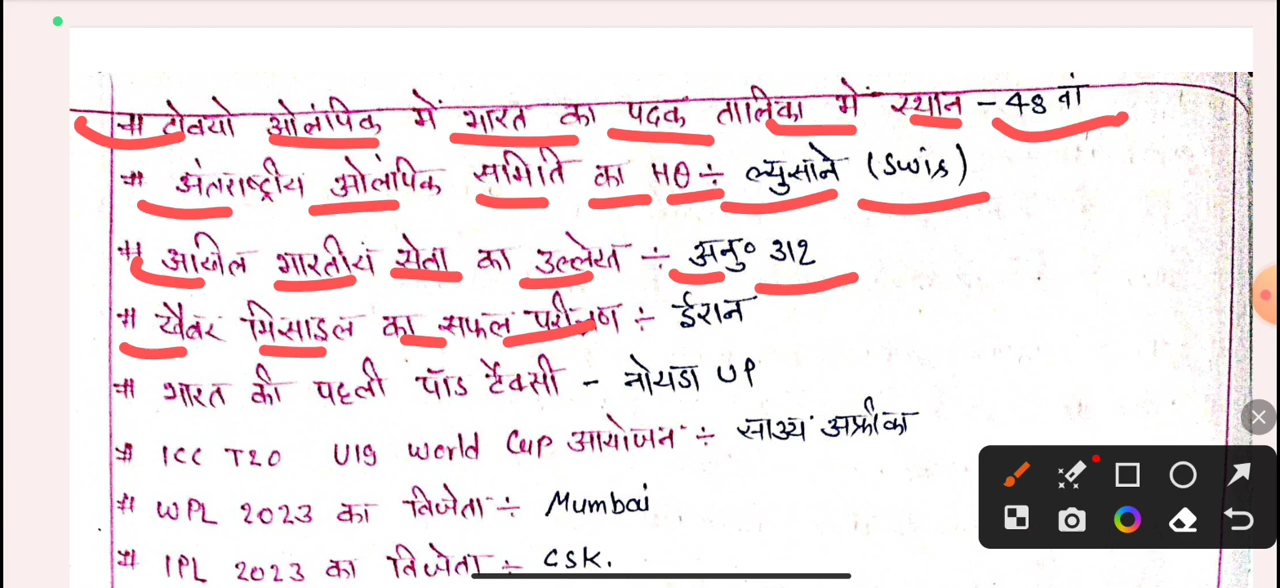 # टोक्यो ओलंपिक में भारत का पदक तालिका में स्थान - 48 वां
# अंतराष्ट्रीय ओलंपिक समिति का HQ ÷ ल्युसाने (swis)
# अखिल भारतीय सेवा का उल्लेख ÷ अनु० 312
# खैबर मिसाइल का सफल परीक्षण ÷ ईरान
# भारत की पहली पॉड टैक्सी - नोयडा UP
# ICC T20 U19 World Cup आयोजन ÷ साउथ अफ्रीका
# WPL 2023 का विजेता ÷ Mumbai
# IPL 2023 का विजेता ÷ CSK.